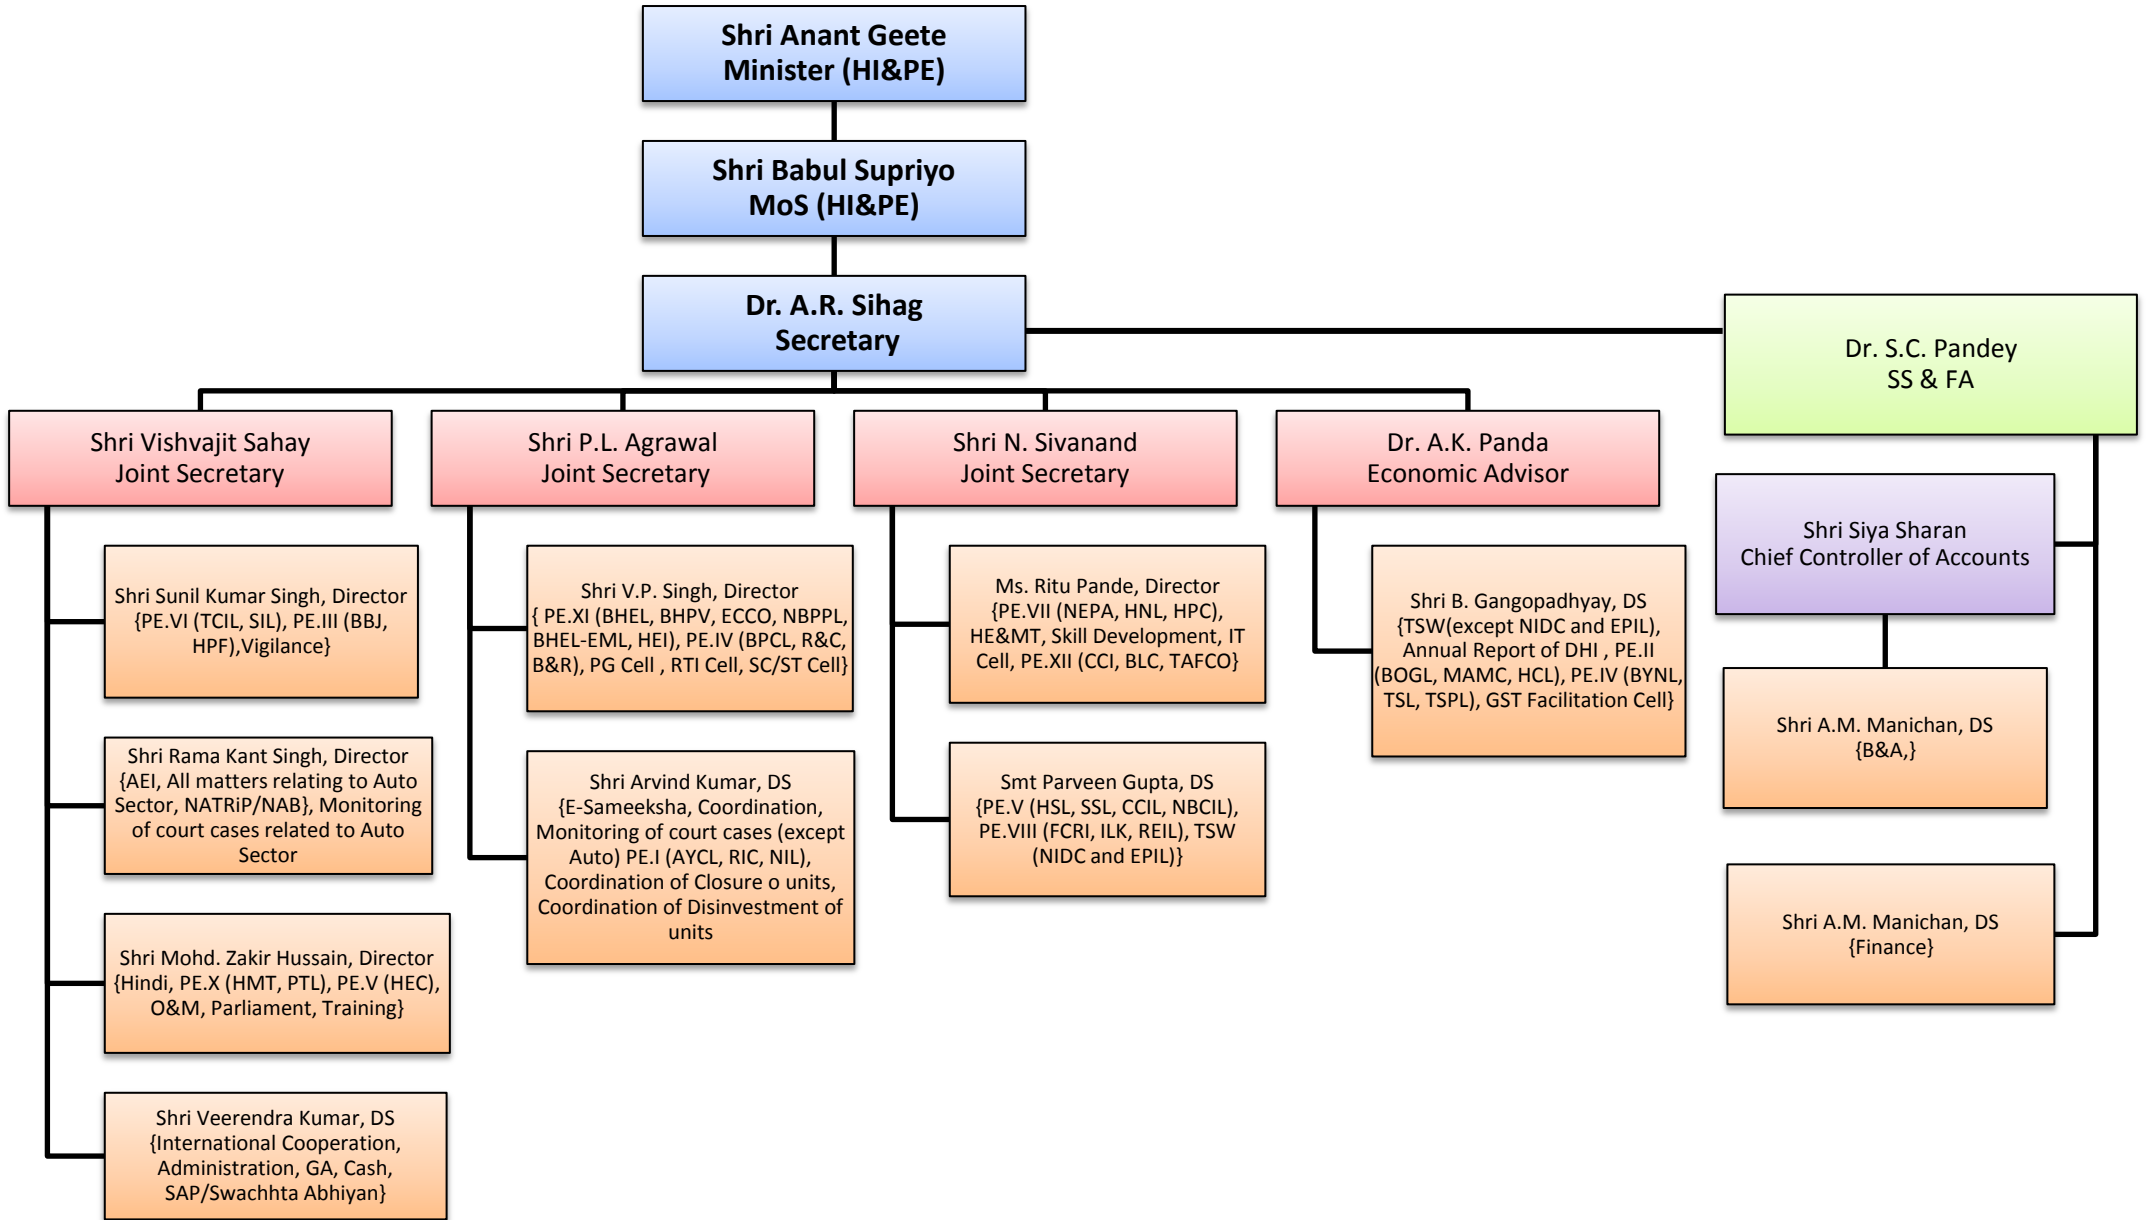 Shri Anant Geete
Minister (HI&PE)
Shri Babul Supriyo
MoS (HI&PE)
Dr. A.R. Sihag
Secretary
Dr. S.C. Pandey
SS & FA
Shri Vishvajit Sahay
Joint Secretary
Shri P.L. Agrawal
Joint Secretary
Shri N. Sivanand
Joint Secretary
Dr. A.K. Panda
Economic Advisor
Shri Siya Sharan
Chief Controller of Accounts
Shri Sunil Kumar Singh, Director
{PE.VI (TCIL, SIL), PE.III (BBJ,
HPF),Vigilance}
Shri Rama Kant Singh, Director
{AEI, All matters relating to Auto
Sector, NATRiP/NAB}, Monitoring
of court cases related to Auto
Sector
Shri Mohd. Zakir Hussain, Director
{Hindi, PE.X (HMT, PTL), PE.V (HEC),
O&M, Parliament, Training}
Shri Veerendra Kumar, DS
{International Cooperation,
Administration, GA, Cash,
SAP/Swachhta Abhiyan}
Shri V.P. Singh, Director
{ PE.XI (BHEL, BHPV, ECCO, NBPPL,
BHEL-EML, HEI), PE.IV (BPCL, R&C,
B&R), PG Cell , RTI Cell, SC/ST Cell}
Shri Arvind Kumar, DS
{E-Sameeksha, Coordination,
Monitoring of court cases (except
Auto) PE.I (AYCL, RIC, NIL),
Coordination of Closure o units,
Coordination of Disinvestment of
units
Ms. Ritu Pande, Director
{PE.VII (NEPA, HNL, HPC),
HE&MT, Skill Development, IT
Cell, PE.XII (CCI, BLC, TAFCO}
Smt Parveen Gupta, DS
{PE.V (HSL, SSL, CCIL, NBCIL),
PE.VIII (FCRI, ILK, REIL), TSW
(NIDC and EPIL)}
Shri B. Gangopadhyay, DS
{TSW(except NIDC and EPIL),
Annual Report of DHI , PE.II
(BOGL, MAMC, HCL), PE.IV (BYNL,
TSL, TSPL), GST Facilitation Cell}
Shri A.M. Manichan, DS
{B&A,}
Shri A.M. Manichan, DS
{Finance}